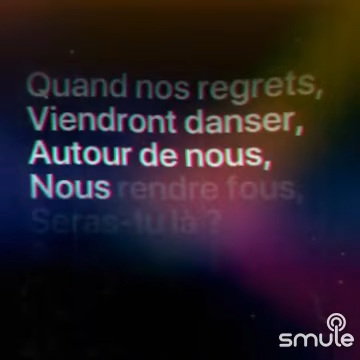 Quand nos regrets,
Viendront danser,
Autour de nous,
Nous rendre fous,
Seras-tu là ?
smule